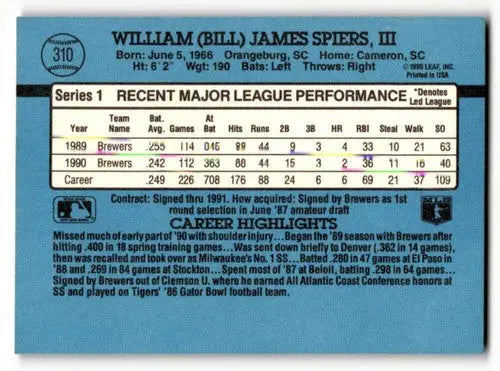 310
WILLIAM (BILL) JAMES SPIERS, III
Born: June 5, 1966 Orangeburg, SC Home: Cameron, SC
Ht: 6'2" Wgt: 190 Bats: Left Throws: Right
©1990 LEAF, INC.
Printed in USA
Series 1 RECENT MAJOR LEAGUE PERFORMANCE *Denotes Led League
Year Team Name Bat. Avg. Games At Bat Hits Runs 2B 3B HR RBI Steal Walk SO
1989 Brewers .255 114 345 88 44 9 3 4 33 10 21 63
1990 Brewers .242 112 363 88 44 15 3 2 36 11 16 40
Career .249 226 708 176 88 24 6 6 69 21 37 109
Contract: Signed thru 1991. How acquired: Signed by Brewers as 1st
round selection in June '87 amateur draft
CAREER HIGHLIGHTS
Missed much of early part of '90 with shoulder injury...Began the '89 season with Brewers after
hitting .400 in 18 spring training games...Was sent down briefly to Denver (.362 in 14 games),
then was recalled and took over as Milwaukee's No. 1 SS...Batted .280 in 47 games at El Paso in
'88 and .269 in 84 games at Stockton...Spent most of '87 at Beloit, batting .298 in 64 games...
Signed by Brewers out of Clemson U. where he earned All Atlantic Coast Conference honors at
SS and played on Tigers' '86 Gator Bowl football team.